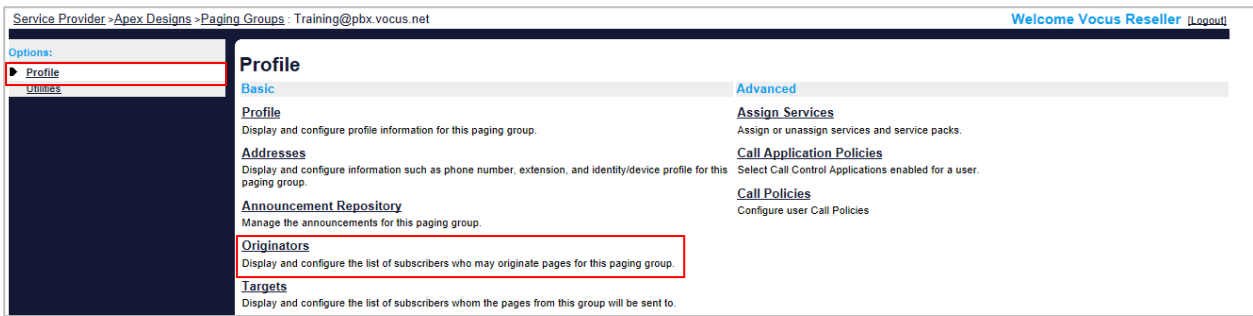 Service Provider >Apex Designs >Paging Groups : Training@pbx.vocus.net
Welcome Vocus Reseller [Logout]
Options:
Profile
Utilities
Profile
Basic
Profile
Display and configure profile information for this paging group.
Addresses
Display and configure information such as phone number, extension, and identity/device profile for this
paging group.
Announcement Repository
Manage the announcements for this paging group.
Originators
Display and configure the list of subscribers who may originate pages for this paging group.
Targets
Display and configure the list of subscribers whom the pages from this group will be sent to.
Advanced
Assign Services
Assign or unassign services and service packs.
Call Application Policies
Select Call Control Applications enabled for a user.
Call Policies
Configure user Call Policies